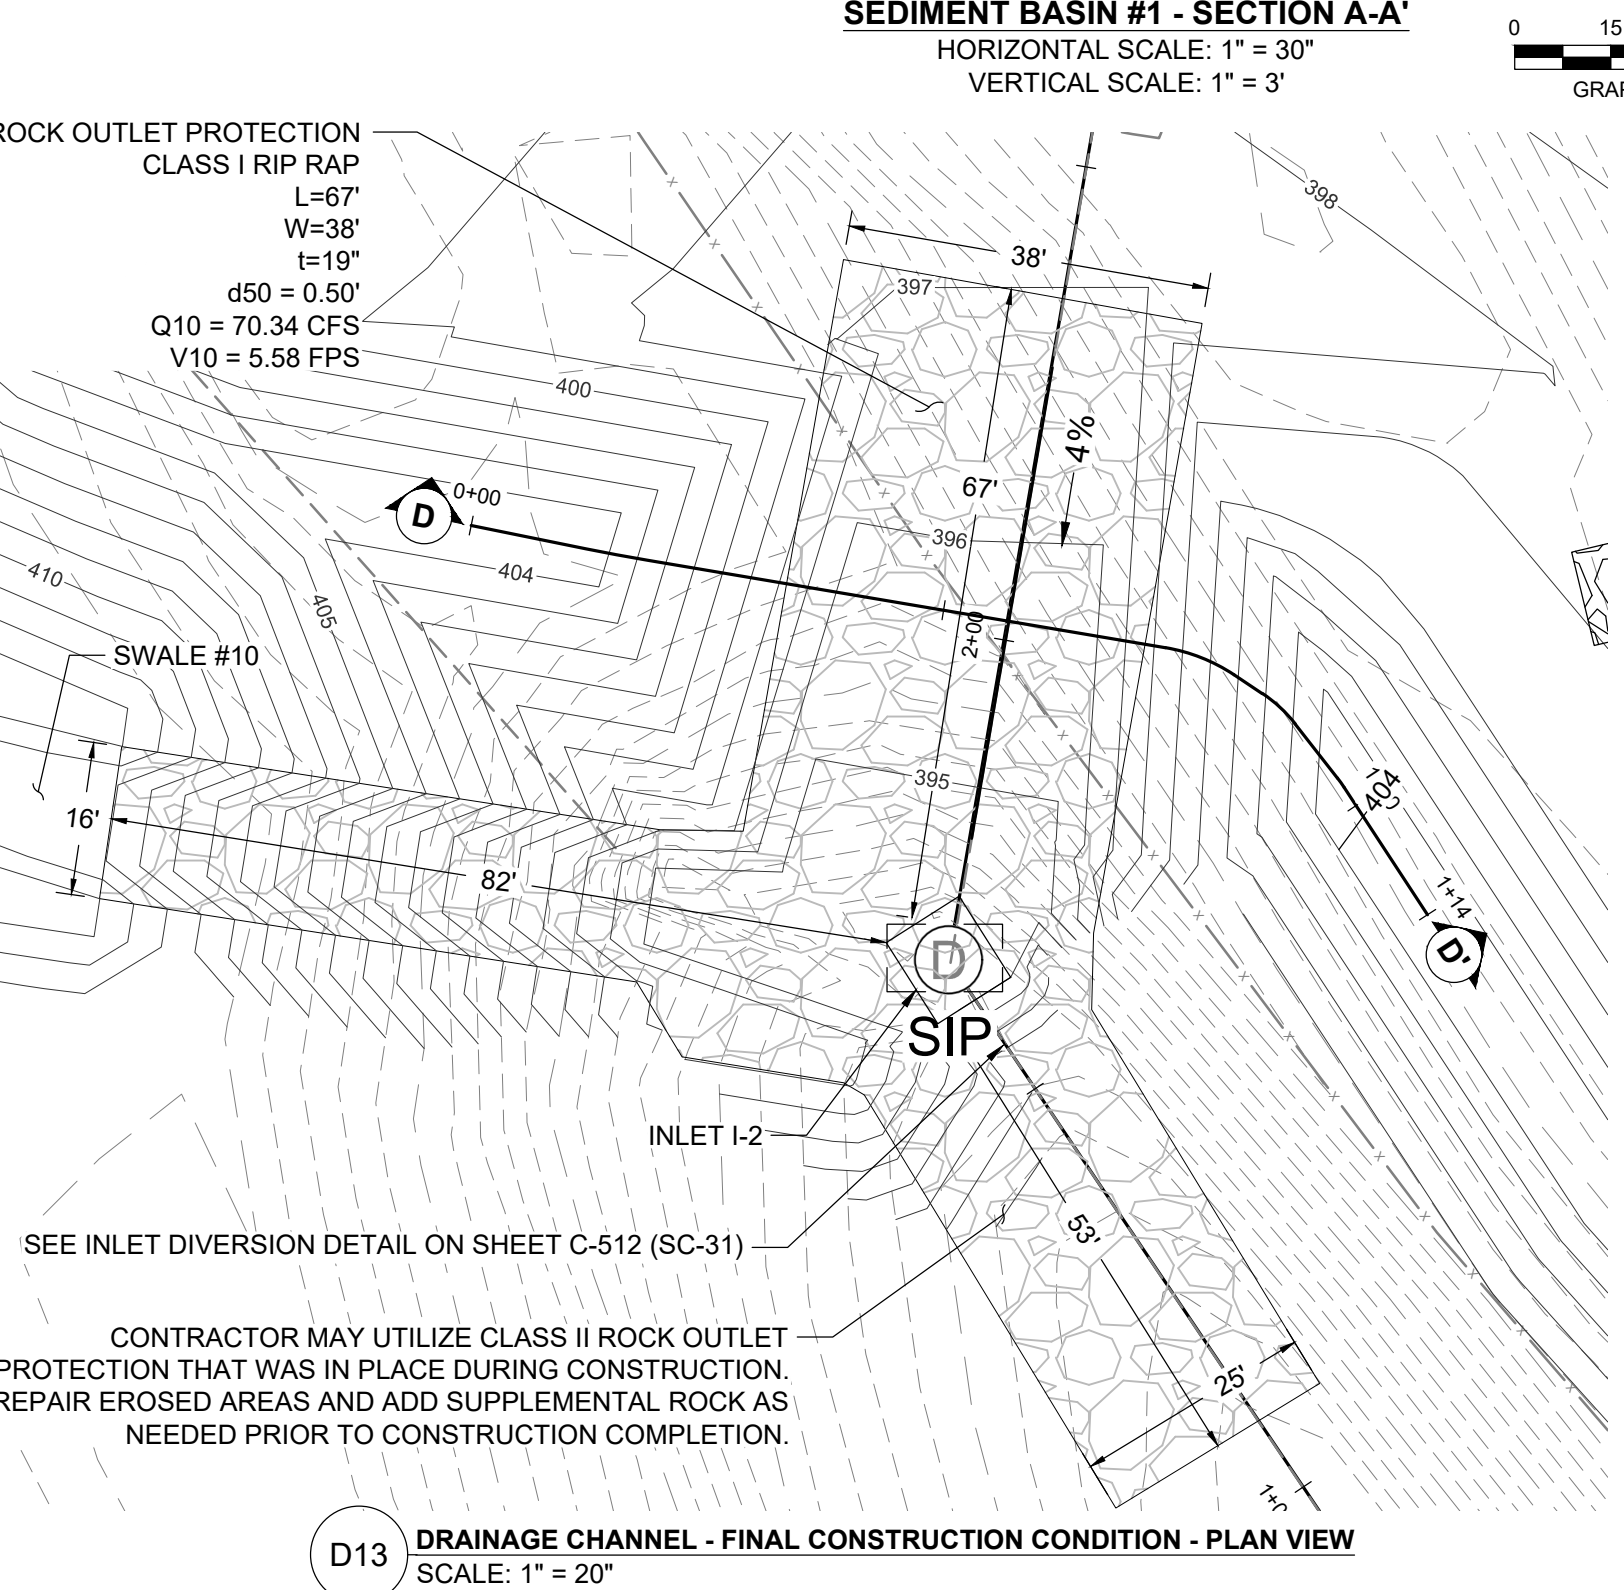 SEDIMENT BASIN #1 - SECTION A-A'
HORIZONTAL SCALE: 1" = 30"
VERTICAL SCALE: 1" = 3'
0 15
ROCK OUTLET PROTECTION
CLASS I RIP RAP
L=67'
W=38'
t=19"
d50 = 0.50'
Q10 = 70.34 CFS
V10 = 5.58 FPS
398
38'
397
400
4%
67'
D
0+00
396
404
410
405
2+00
SWALE #10
395
404
16'
82'
1+14
D'
D
SIP
INLET I-2
53'
SEE INLET DIVERSION DETAIL ON SHEET C-512 (SC-31)
CONTRACTOR MAY UTILIZE CLASS II ROCK OUTLET
PROTECTION THAT WAS IN PLACE DURING CONSTRUCTION.
REPAIR EROSED AREAS AND ADD SUPPLEMENTAL ROCK AS
NEEDED PRIOR TO CONSTRUCTION COMPLETION.
25'
D13
DRAINAGE CHANNEL - FINAL CONSTRUCTION CONDITION - PLAN VIEW
SCALE: 1" = 20"